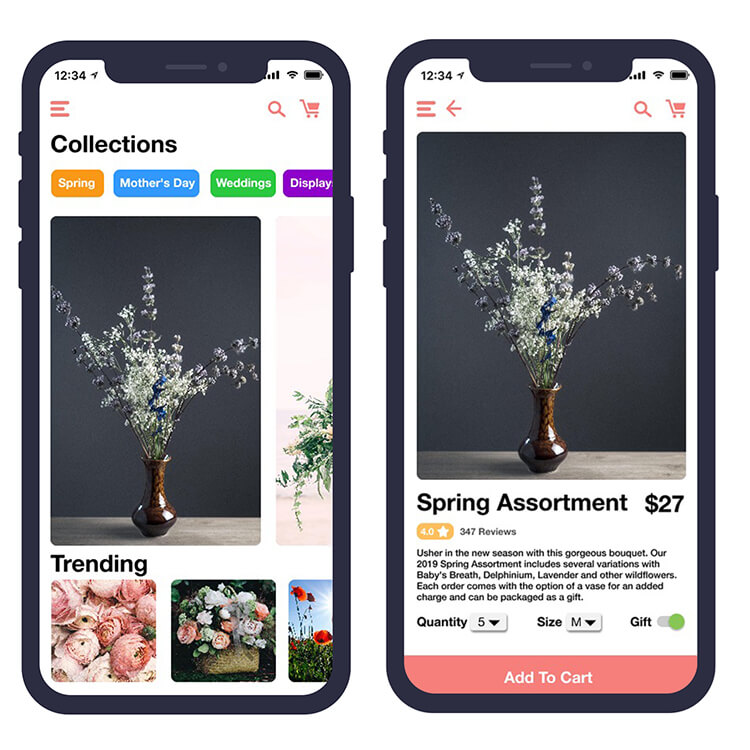 12:34
Collections
Spring
Mother's Day
Weddings
Display
Trending
12:34
Spring Assortment
$27
4.0
347 Reviews
Usher in the new season with this gorgeous bouquet. Our
2019 Spring Assortment includes several variations with
Baby's Breath, Delphinium, Lavender and other wildflowers.
Each order comes with the option of a vase for an added
charge and can be packaged as a gift.
Quantity 5
Size M
Gift
Add To Cart